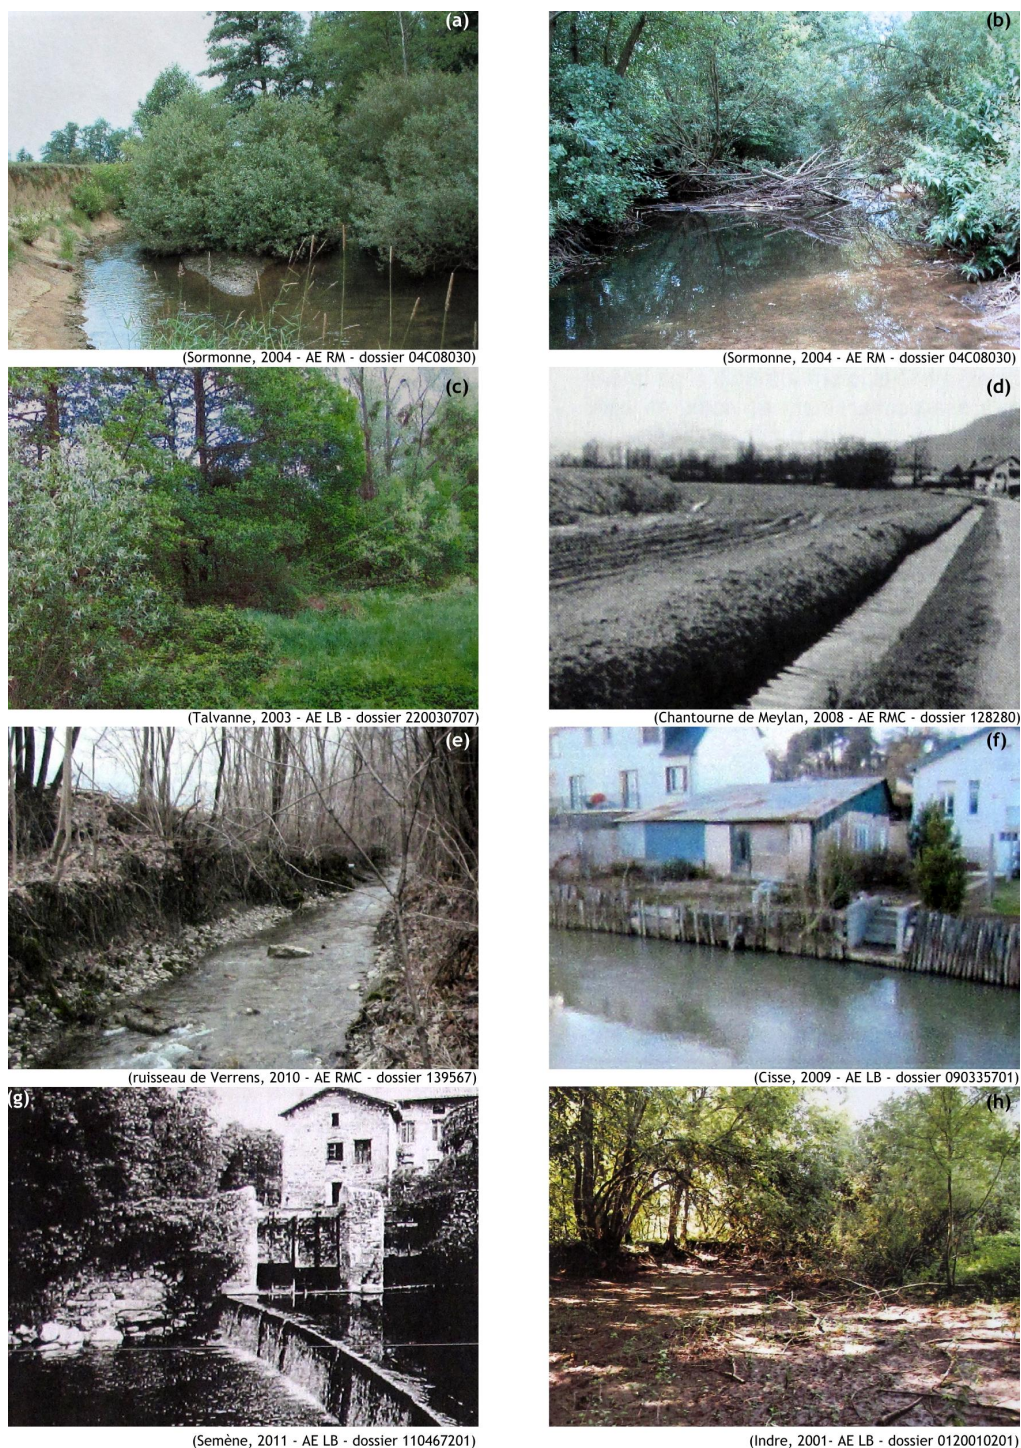 (a)
(b)
(Sormonne, 2004 - AE RM - dossier 04C08030)
(Sormonne, 2004 - AE RM - dossier 04C08030)
(c)
(d)
(Talvanne, 2003 - AE LB - dossier 220030707)
(Chantourne de Meylan, 2008 - AE RMC - dossier 128280)
(e)
(f)
(ruisseau de Verrens, 2010 - AE RMC - dossier 139567)
(Cisse, 2009 - AE LB - dossier 090335701)
(g)
(h)
(Semène, 2011 - AE LB - dossier 110467201)
(Indre, 2001- AE LB - dossier 0120010201)